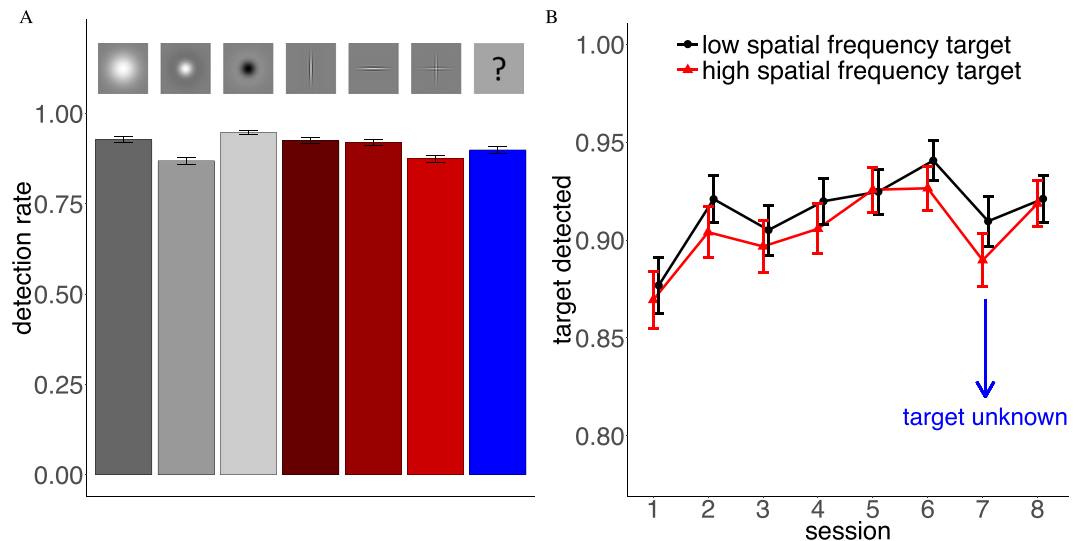 A
?
detection rate
1.00
0.75
0.50
0.25
0.00
B
low spatial frequency target
high spatial frequency target
target detected
1.00
0.95
0.90
0.85
0.80
target unknown
1 2 3 4 5 6 7 8
session